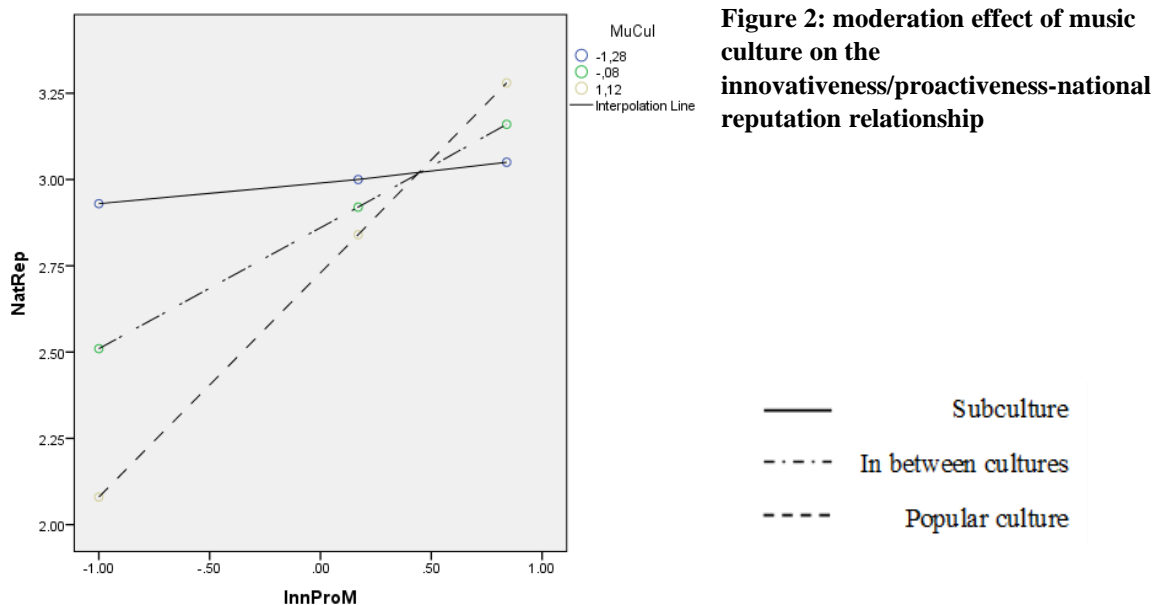 Figure 2: moderation effect of music
culture on the
innovativeness/proactiveness-national
reputation relationship
MuCul
-1,28
-,08
1,12
Interpolation Line
NatRep
3.25
3.00
2.75
2.50
2.25
2.00
-1.00
-.50
.00
.50
1.00
InnProM
Subculture
In between cultures
Popular culture